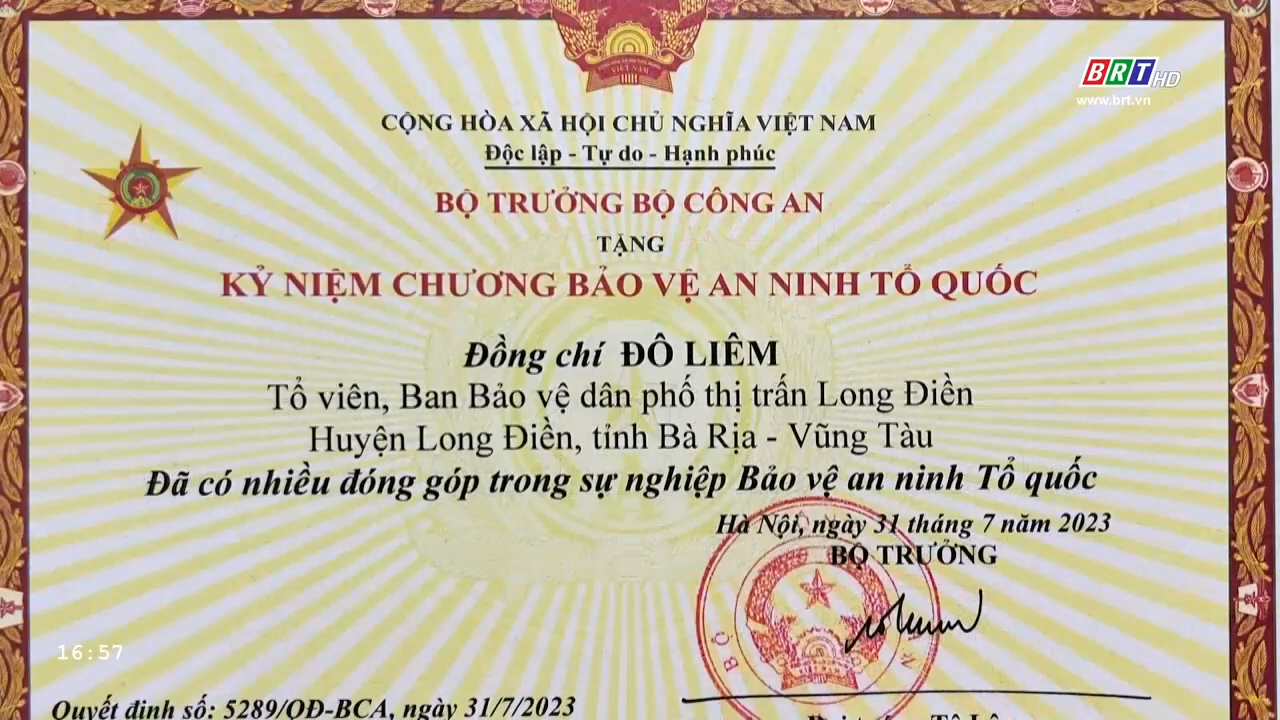 BRT HD
www.brt.vn
VIỆT NAM
CỘNG HÒA XÃ HỘI CHỦ NGHĨA VIỆT NAM
Độc lập - Tự do - Hạnh phúc
BỘ TRƯỞNG BỘ CÔNG AN
TẶNG
KỶ NIỆM CHƯƠNG BẢO VỆ AN NINH TỔ QUỐC
Đồng chí ĐÔ LIÊM
Tổ viên, Ban Bảo vệ dân phố thị trấn Long Điền
Huyện Long Điền, tỉnh Bà Rịa - Vũng Tàu
Đã có nhiều đóng góp trong sự nghiệp Bảo vệ an ninh Tổ quốc
Hà Nội, ngày 31 tháng 7 năm 2023
BỘ TRƯỞNG
16:57
Quyết định số: 5289/QĐ-BCA, ngày 31/7/2023